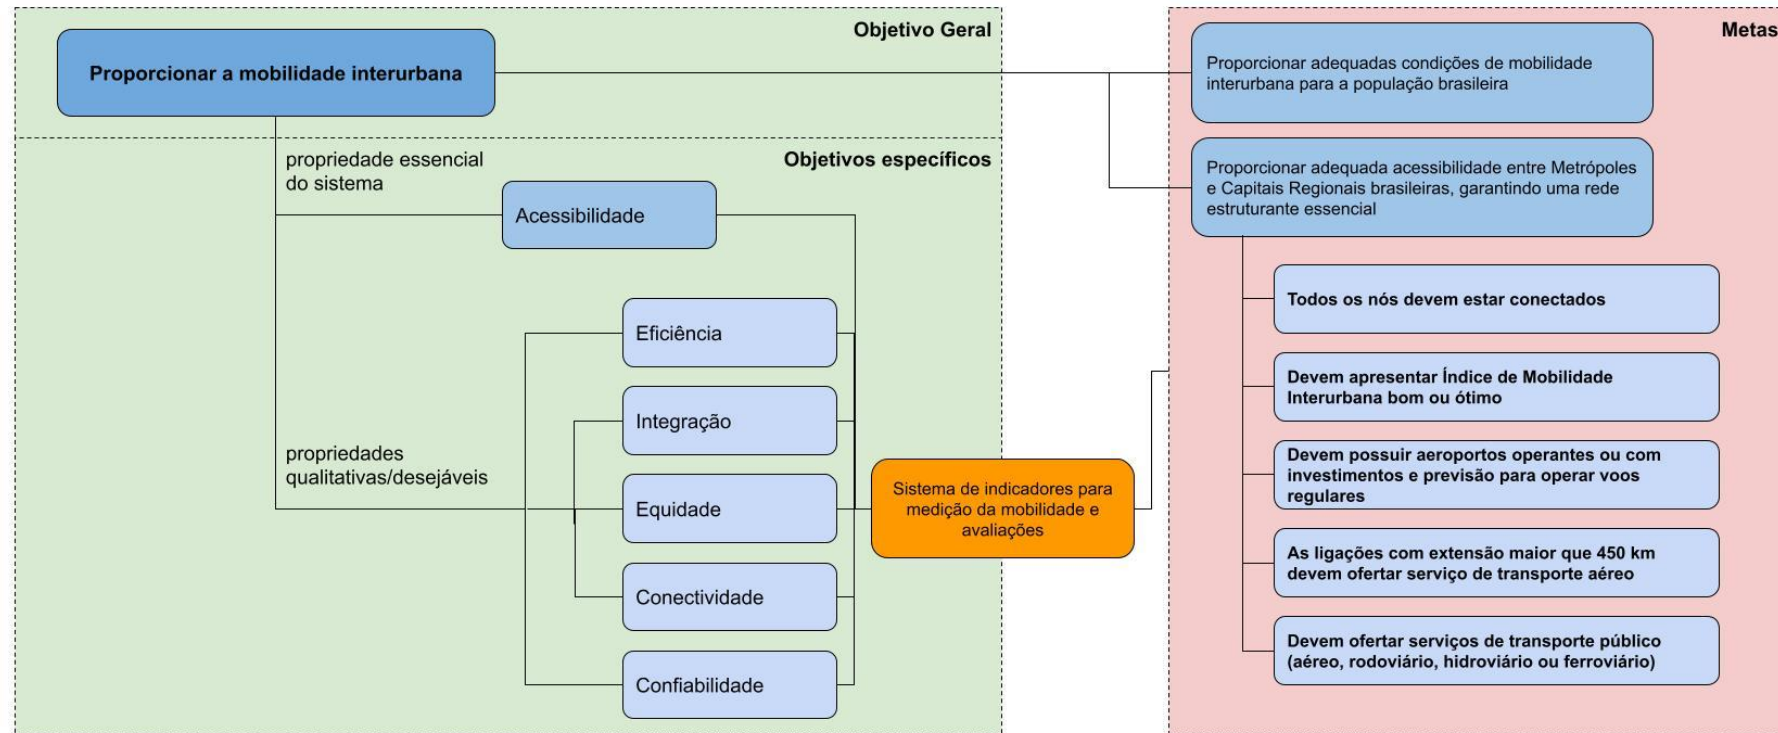 Objetivo Geral
Proporcionar a mobilidade interurbana
propriedade essencial
do sistema
Objetivos específicos
Acessibilidade
Eficiência
Integração
propriedades
qualitativas/desejáveis
Equidade
Conectividade
Confiabilidade
Sistema de indicadores para
medição da mobilidade e
avaliações
Metas
Proporcionar adequadas condições de mobilidade
interurbana para a população brasileira
Proporcionar adequada acessibilidade entre Metrópoles
e Capitais Regionais brasileiras, garantindo uma rede
estruturante essencial
Todos os nós devem estar conectados
Devem apresentar Índice de Mobilidade
Interurbana bom ou ótimo
Devem possuir aeroportos operantes ou com
investimentos e previsão para operar voos
regulares
As ligações com extensão maior que 450 km
devem ofertar serviço de transporte aéreo
Devem ofertar serviços de transporte público
(aéreo, rodoviário, hidroviário ou ferroviário)